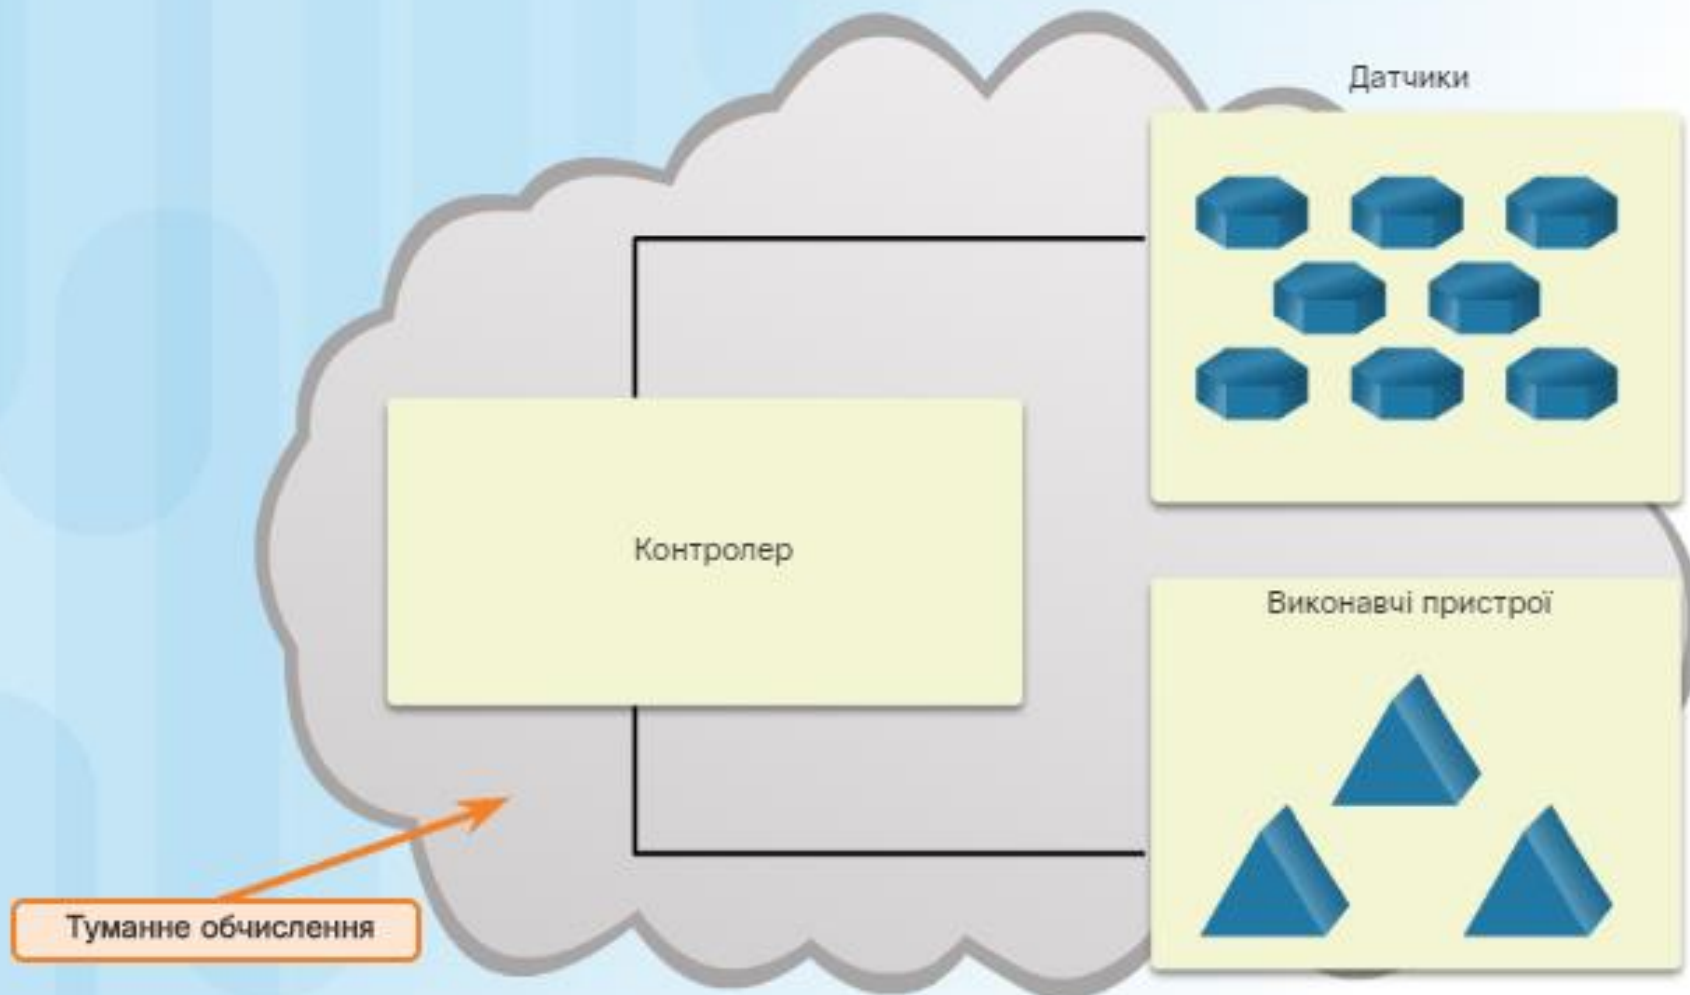 Датчики
Контролер
Виконавчі пристрої
Туманне обчислення